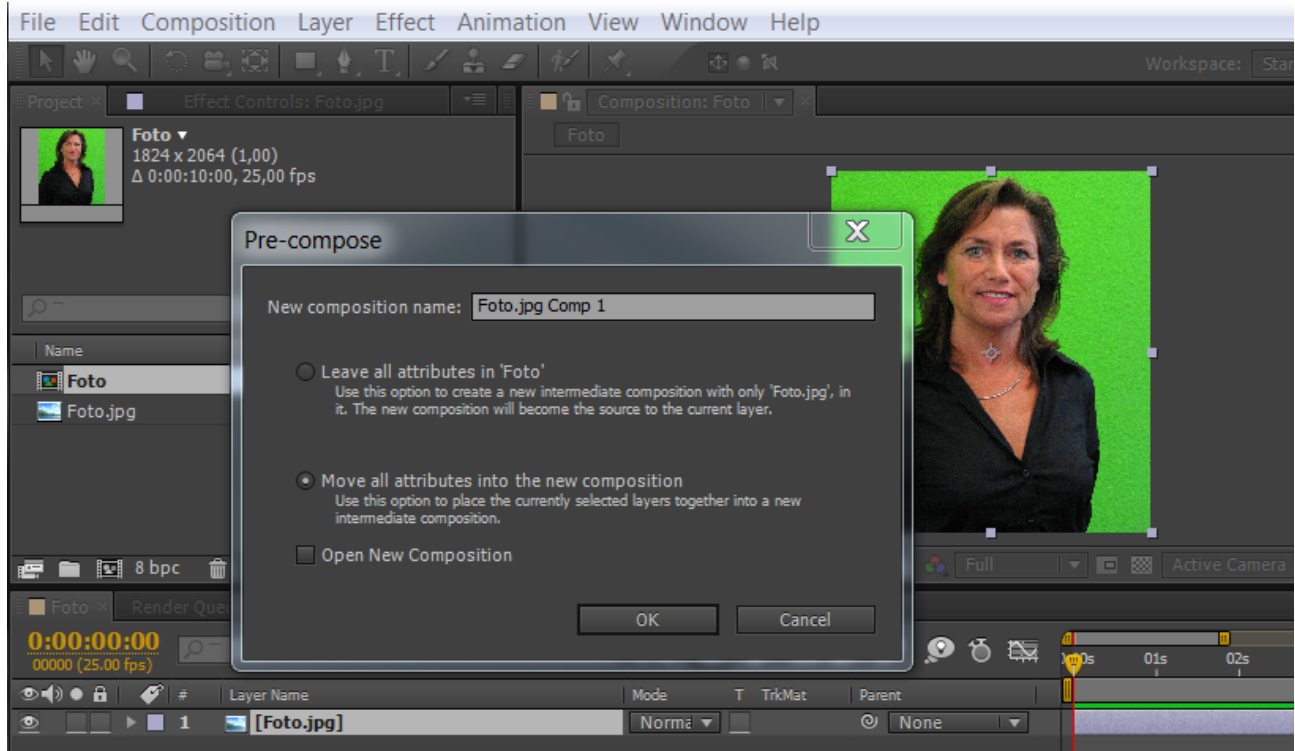 File Edit Composition Layer Effect Animation View Window Help
Workspace: Star
Project Effect Controls: Foto.jpg
Composition: Foto
Foto
1824 x 2064 (1,00)
Δ 0:00:10:00, 25,00 fps
Foto
Pre-compose
New composition name: Foto.jpg Comp 1
Leave all attributes in 'Foto'
Use this option to create a new intermediate composition with only 'Foto.jpg', in
it. The new composition will become the source to the current layer.
Move all attributes into the new composition
Use this option to place the currently selected layers together into a new
intermediate composition.
Open New Composition
OK Cancel
Name
Foto
Foto.jpg
8 bpc
Full Active Camera
Foto Render Queu
0:00:00:00
00000 (25.00 fps)
01s 02s
# Layer Name Mode T TrkMat Parent
1 [Foto.jpg] Norma None